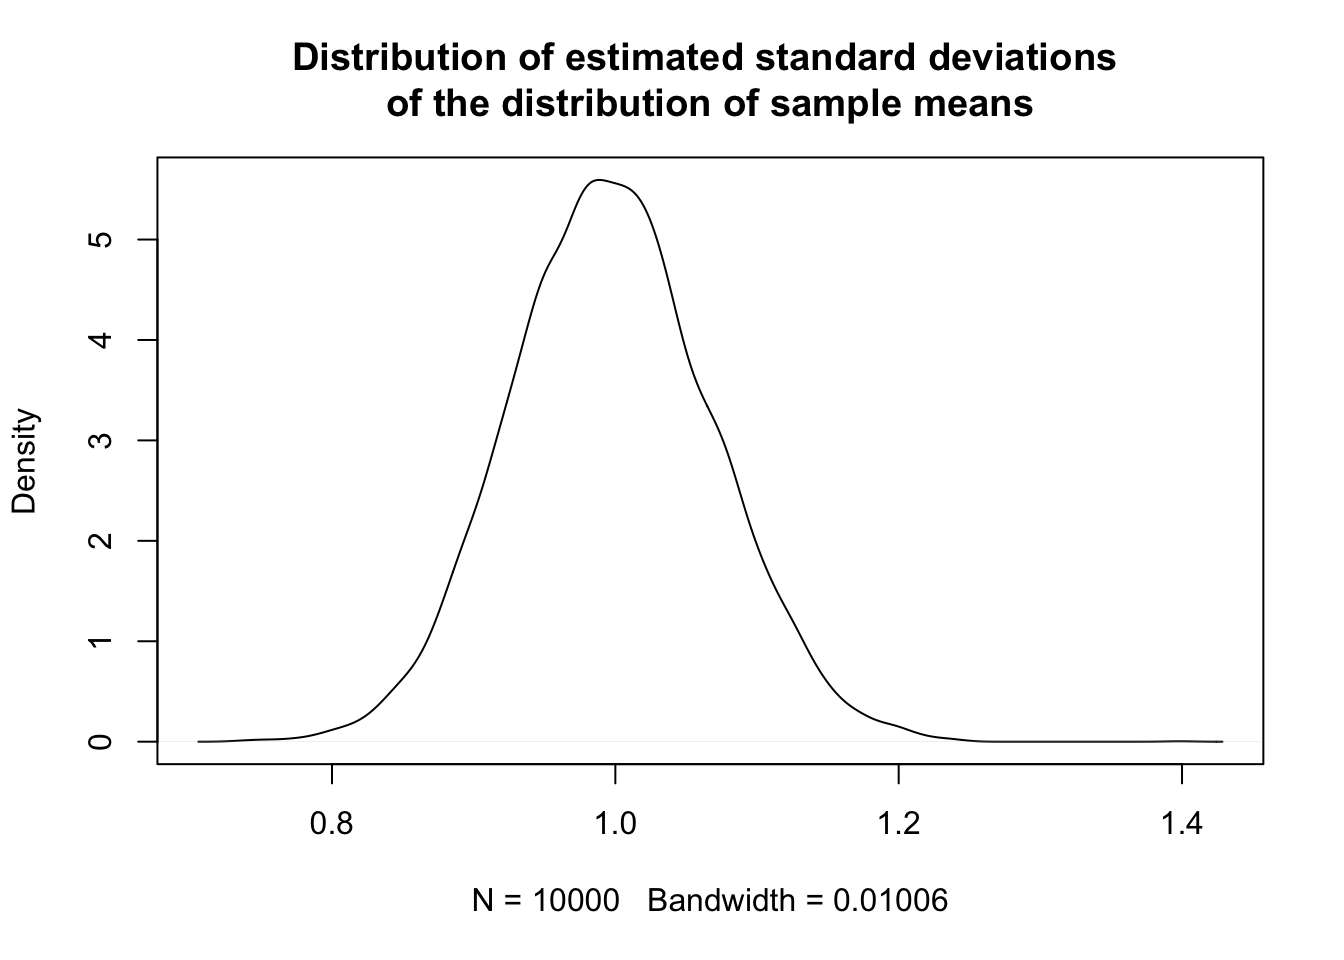 Distribution of estimated standard deviations
of the distribution of sample means
Density
5
4
3
2
1
0
0.8 1.0 1.2 1.4
N = 10000 Bandwidth = 0.01006